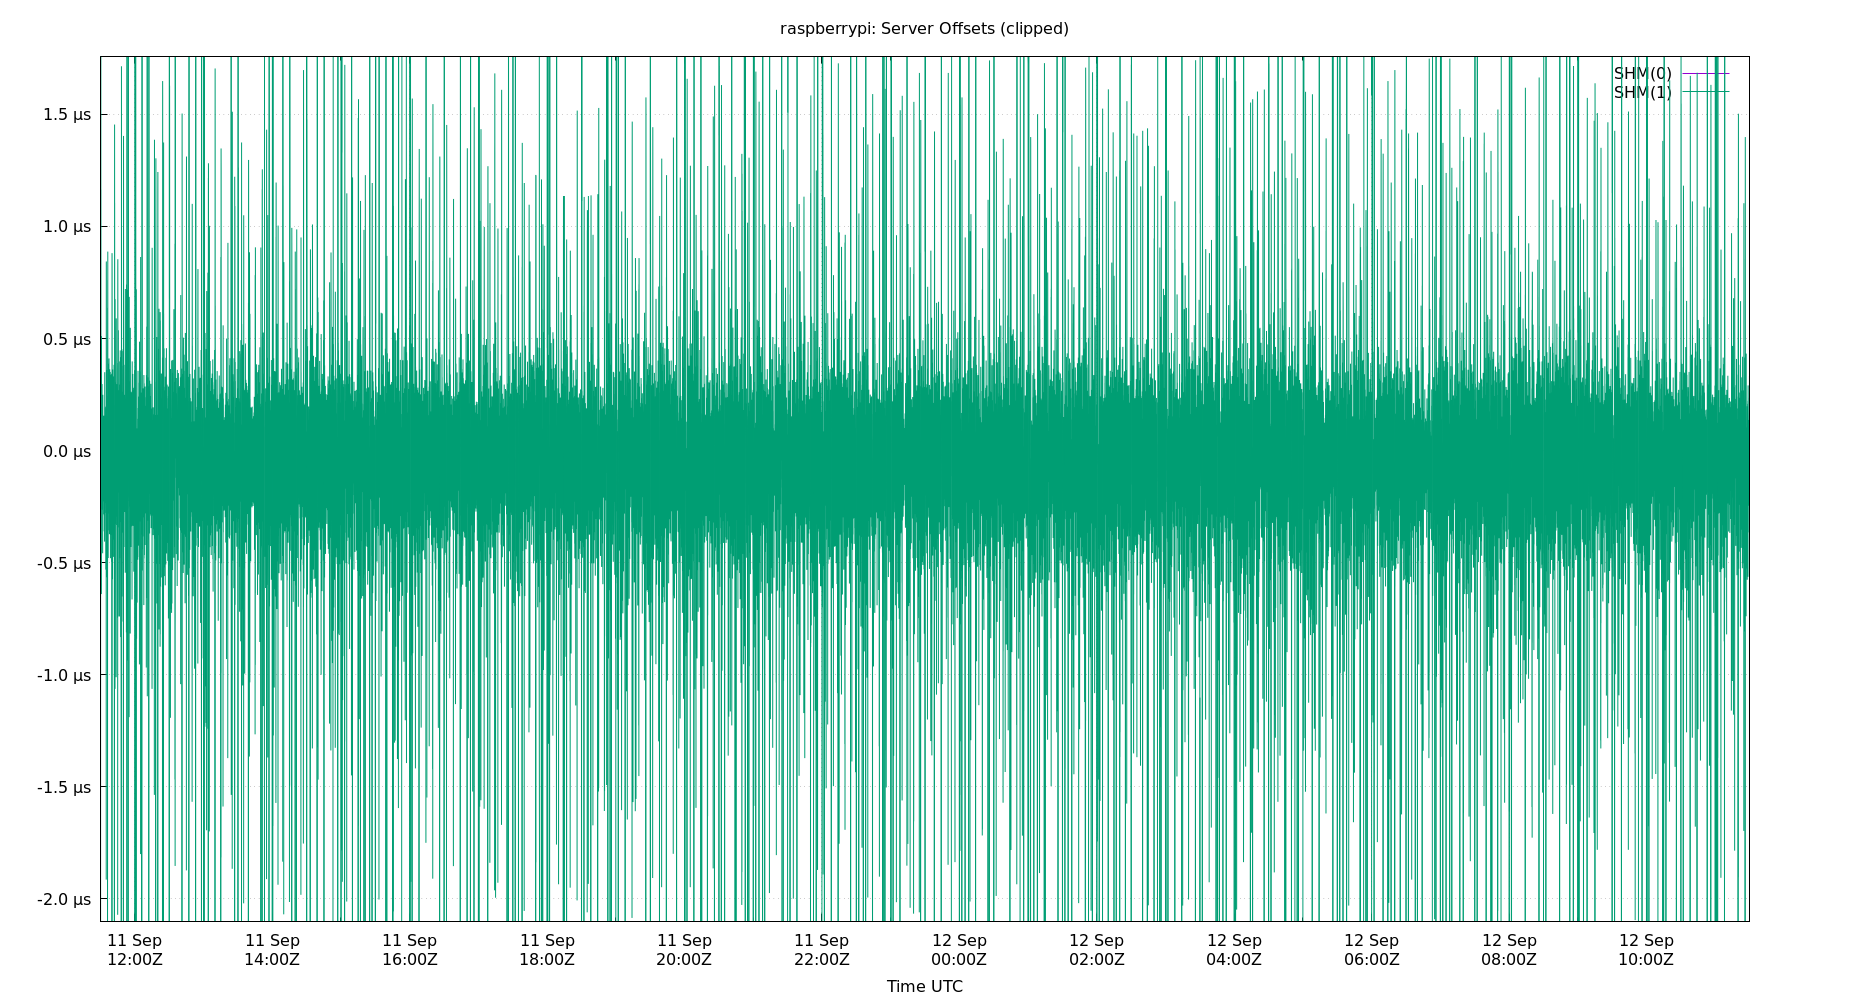 raspberrypi: Server Offsets (clipped)
SHM(0)
SHM(1)
1.5 µs
1.0 µs
0.5 µs
0.0 µs
-0.5 µs
-1.0 µs
-1.5 µs
-2.0 µs
11 Sep 11 Sep 11 Sep 11 Sep 11 Sep 11 Sep 12 Sep 12 Sep 12 Sep 12 Sep 12 Sep 12 Sep
12:00Z 14:00Z 16:00Z 18:00Z 20:00Z 22:00Z 00:00Z 02:00Z 04:00Z 06:00Z 08:00Z 10:00Z
Time UTC